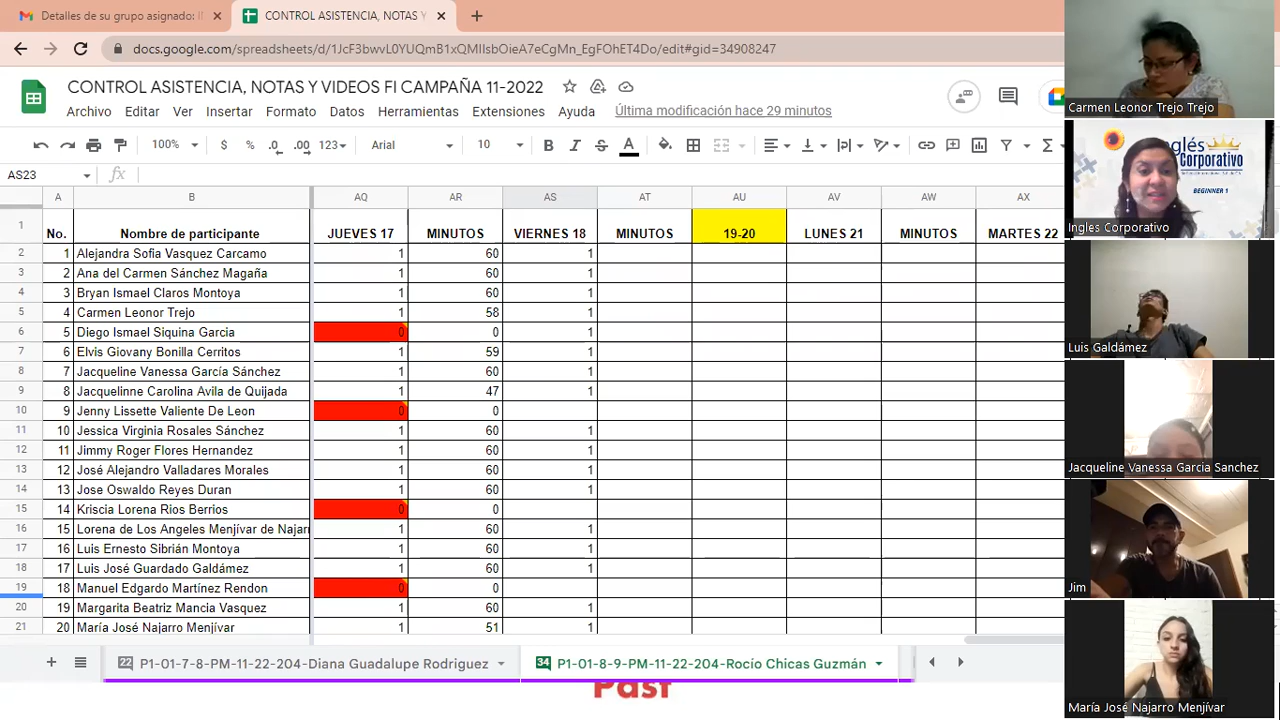 Detalles de su grupo asignado: II
CONTROL ASISTENCIA, NOTAS Y
docs.google.com/spreadsheets/d/1JcF3bwvL0YUQmB1xQMIIsbOieA7eCgMn_EgFOhET4Do/edit#gid=34908247
CONTROL ASISTENCIA, NOTAS Y VIDEOS FI CAMPAÑA 11-2022
Archivo Editar Ver Insertar Formato Datos Herramientas Extensiones Ayuda Última modificación hace 29 minutos
100% $ % .0 .00 123 Arial 10 B I S A
AS23 fx
A B AQ AR AS AT AU AV AW AX
1 No. Nombre de participante JUEVES 17 MINUTOS VIERNES 18 MINUTOS 19-20 LUNES 21 MINUTOS MARTES 22
2 1 Alejandra Sofia Vasquez Carcamo 1 60 1
3 2 Ana del Carmen Sánchez Magaña 1 60 1
4 3 Bryan Ismael Claros Montoya 1 60 1
5 4 Carmen Leonor Trejo 1 58 1
6 5 Diego Ismael Siquina Garcia 0 0 1
7 6 Elvis Giovany Bonilla Cerritos 1 59 1
8 7 Jacqueline Vanessa García Sánchez 1 60 1
9 8 Jacquelinne Carolina Avila de Quijada 1 47 1
10 9 Jenny Lissette Valiente De Leon 0 0
11 10 Jessica Virginia Rosales Sánchez 1 60 1
12 11 Jimmy Roger Flores Hernandez 1 60 1
13 12 José Alejandro Valladares Morales 1 60 1
14 13 Jose Oswaldo Reyes Duran 1 60 1
15 14 Kriscia Lorena Rios Berrios 0 0
16 15 Lorena de Los Angeles Menjívar de Najarr 1 60 1
17 16 Luis Ernesto Sibrián Montoya 1 60 1
18 17 Luis José Guardado Galdámez 1 60 1
19 18 Manuel Edgardo Martínez Rendon 0 0
20 19 Margarita Beatriz Mancia Vasquez 1 60 1
21 20 María José Najarro Menjívar 1 51 1
22 P1-01-7-8-PM-11-22-204-Diana Guadalupe Rodriguez 34 P1-01-8-9-PM-11-22-204-Rocío Chicas Guzmán
Past
Carmen Leonor Trejo Trejo
Inglés
Corporativo
BEGINNER 1
Ingles Corporativo
Luis Galdámez
Jacqueline Vanessa Garcia Sanchez
Jim
María José Najarro Menjívar